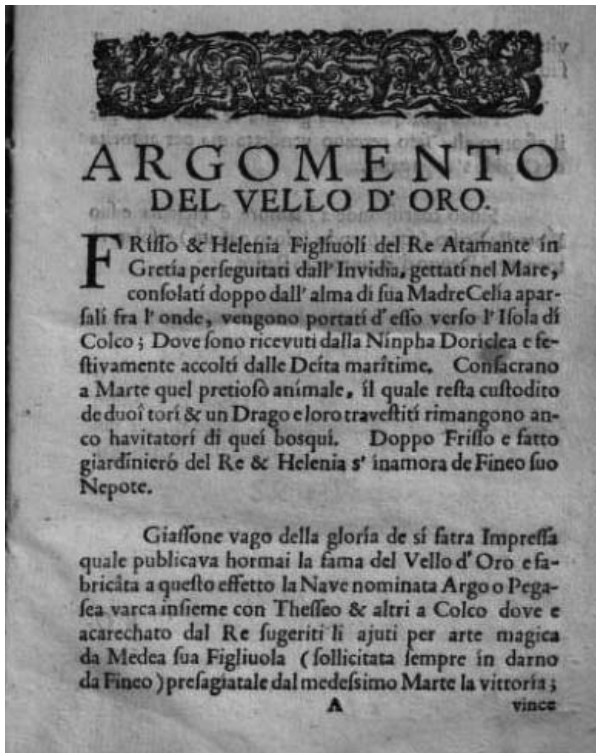 ARGOMENTO
DEL VELLO D'ORO.
FRisso & Helenia Figliuoli del Re Atamante in
Gretia perseguitati dall'Invidia, gettati nel Mare,
consolati doppo dall'alma di sua MadreCelia apar-
sali fra l'onde, vengono portati d'esso verso l'Isola di
Colco; Dove sono ricevuti dalla Ninpha Doriclea e fe-
stivamente accolti dalle Deita maritime. Consacrano
a Marte quel pretioso animale, il quale resta custodito
de duoi tori & un Drago e loro travestiti rimangono an-
co havitatori di quei bosqui. Doppo Frisso e fatto
giardiniero del Re & Helenia s'inamora de Fineo suo
Nepote.
Giassone vago della gloria de si fatra Impressa
quale publicava hormai la fama del Vello d'Oro e fa-
bricata a questo effetto la Nave nominata Argo o Pega-
sea varca insieme con Thesseo & altri a Colco dove e
acarechato dal Re sugeriti li ajuti per arte magica
da Medea sua Figliuola (sollicitata sempre in darno
da Fineo) presagiatale dal medessimo Marte la vittoria;
A vince